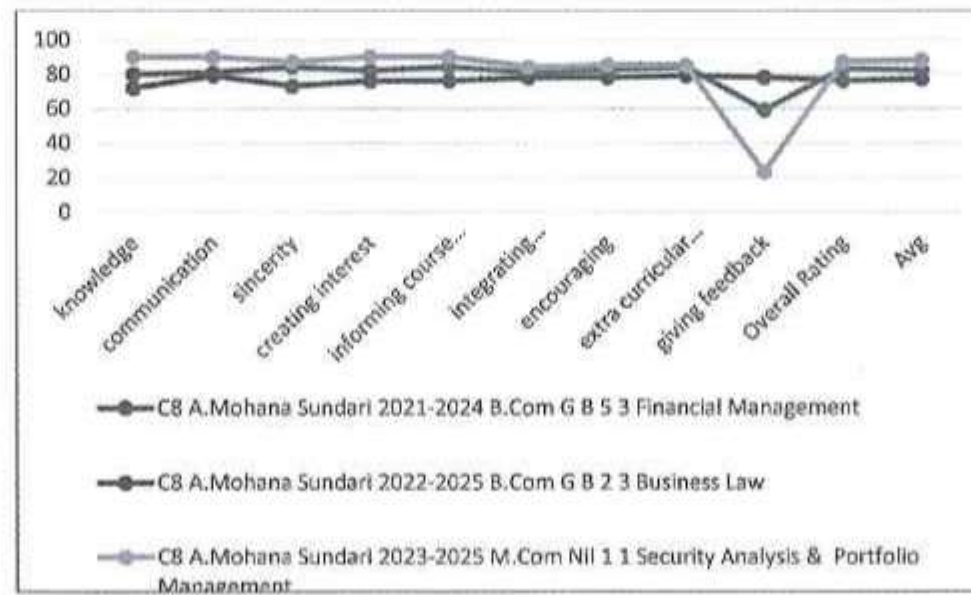 100
80
60
40
20
0
knowledge
communication
sincerity
creating interest
informing course...
integrating...
encouraging
extra curricular...
giving feedback
Overall Rating
Avg
C8 A.Mohana Sundari 2021-2024 B.Com G B 5 3 Financial Management
C8 A.Mohana Sundari 2022-2025 B.Com G B 2 3 Business Law
C8 A.Mohana Sundari 2023-2025 M.Com Nil 1 1 Security Analysis & Portfolio
Management